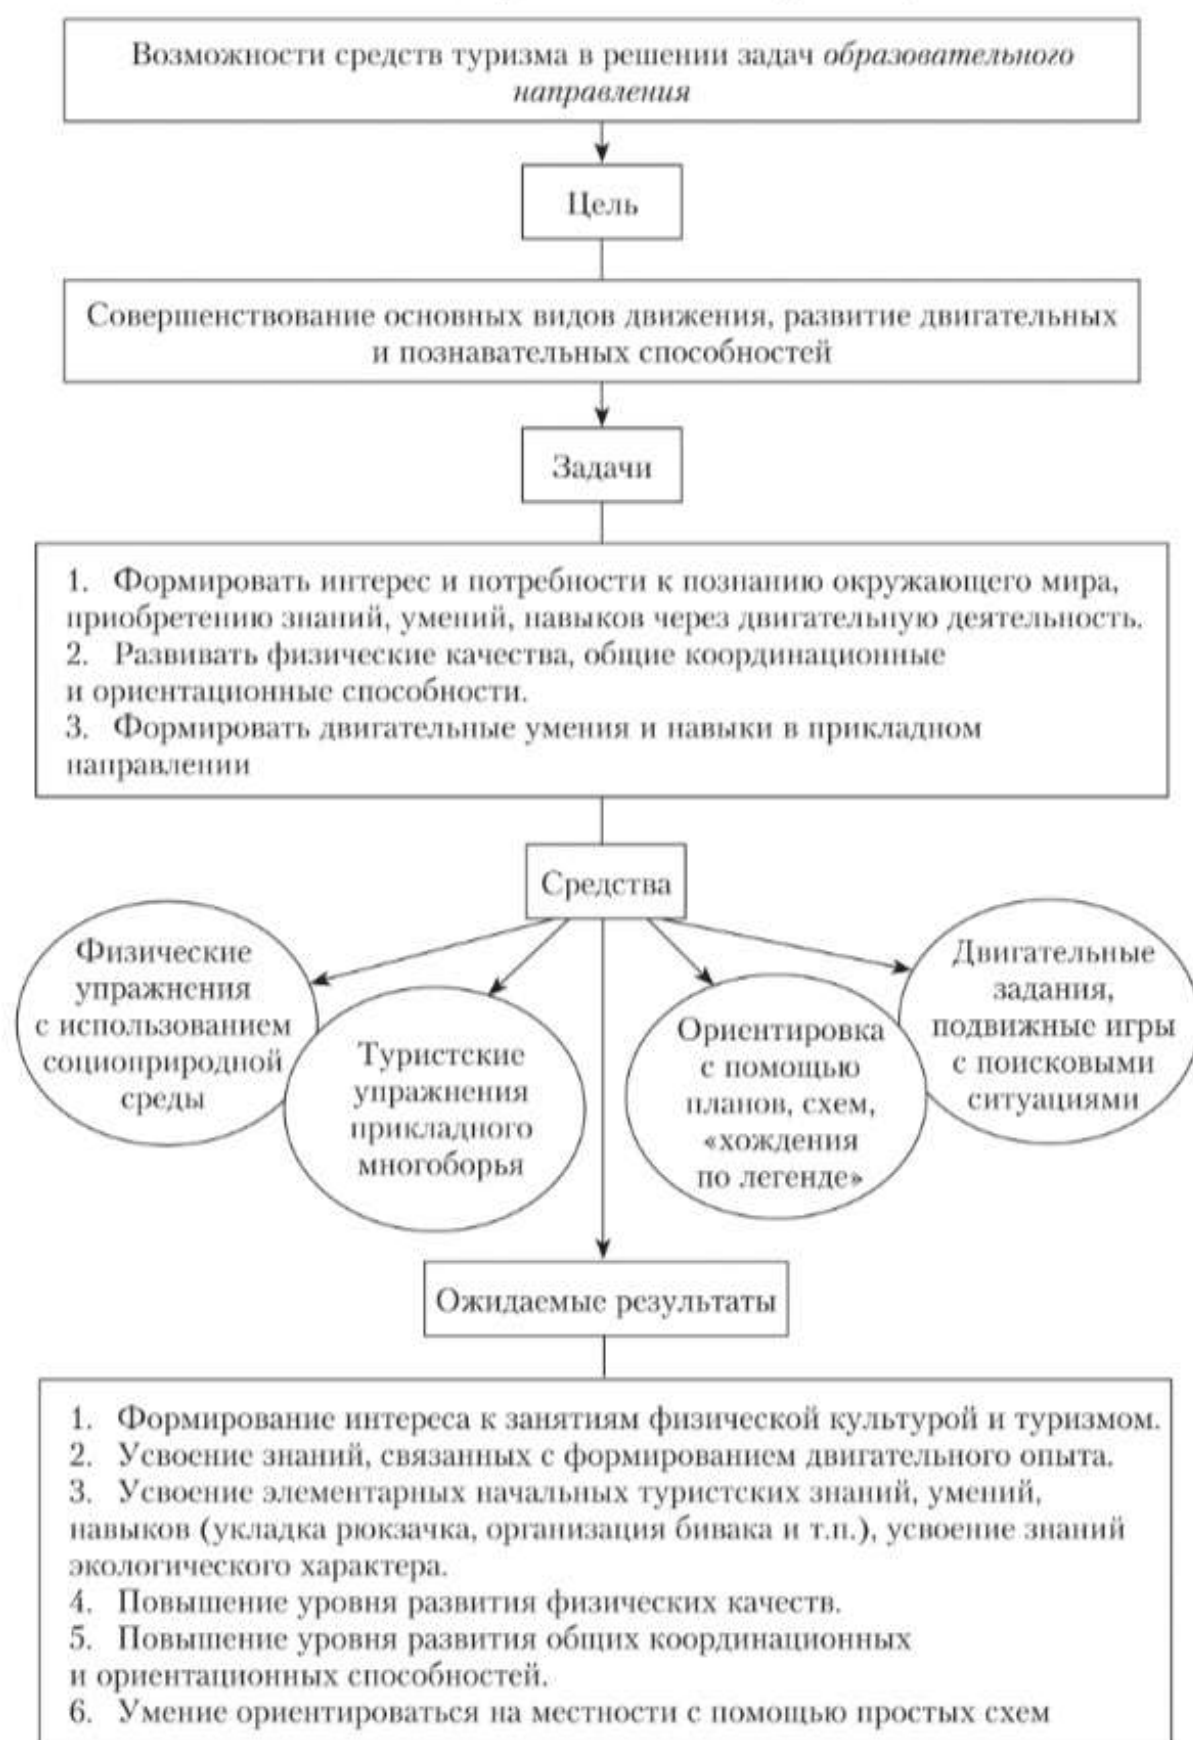 Возможности средств туризма в решении задач образовательного
направления
Цель
Совершенствование основных видов движения, развитие двигательных
и познавательных способностей
Задачи
1. Формировать интерес и потребности к познанию окружающего мира,
приобретению знаний, умений, навыков через двигательную деятельность.
2. Развивать физические качества, общие координационные
и ориентационные способности.
3. Формировать двигательные умения и навыки в прикладном
направлении
Средства
Физические
упражнения
с использованием
социоприродной
среды
Туристские
упражнения
прикладного
многоборья
Ориентировка
с помощью
планов, схем,
«хождения
по легенде»
Двигательные
задания,
подвижные игры
с поисковыми
ситуациями
Ожидаемые результаты
1. Формирование интереса к занятиям физической культурой и туризмом.
2. Усвоение знаний, связанных с формированием двигательного опыта.
3. Усвоение элементарных начальных туристских знаний, умений,
навыков (укладка рюкзачка, организация бивака и т.п.), усвоение знаний
экологического характера.
4. Повышение уровня развития физических качеств.
5. Повышение уровня развития общих координационных
и ориентационных способностей.
6. Умение ориентироваться на местности с помощью простых схем